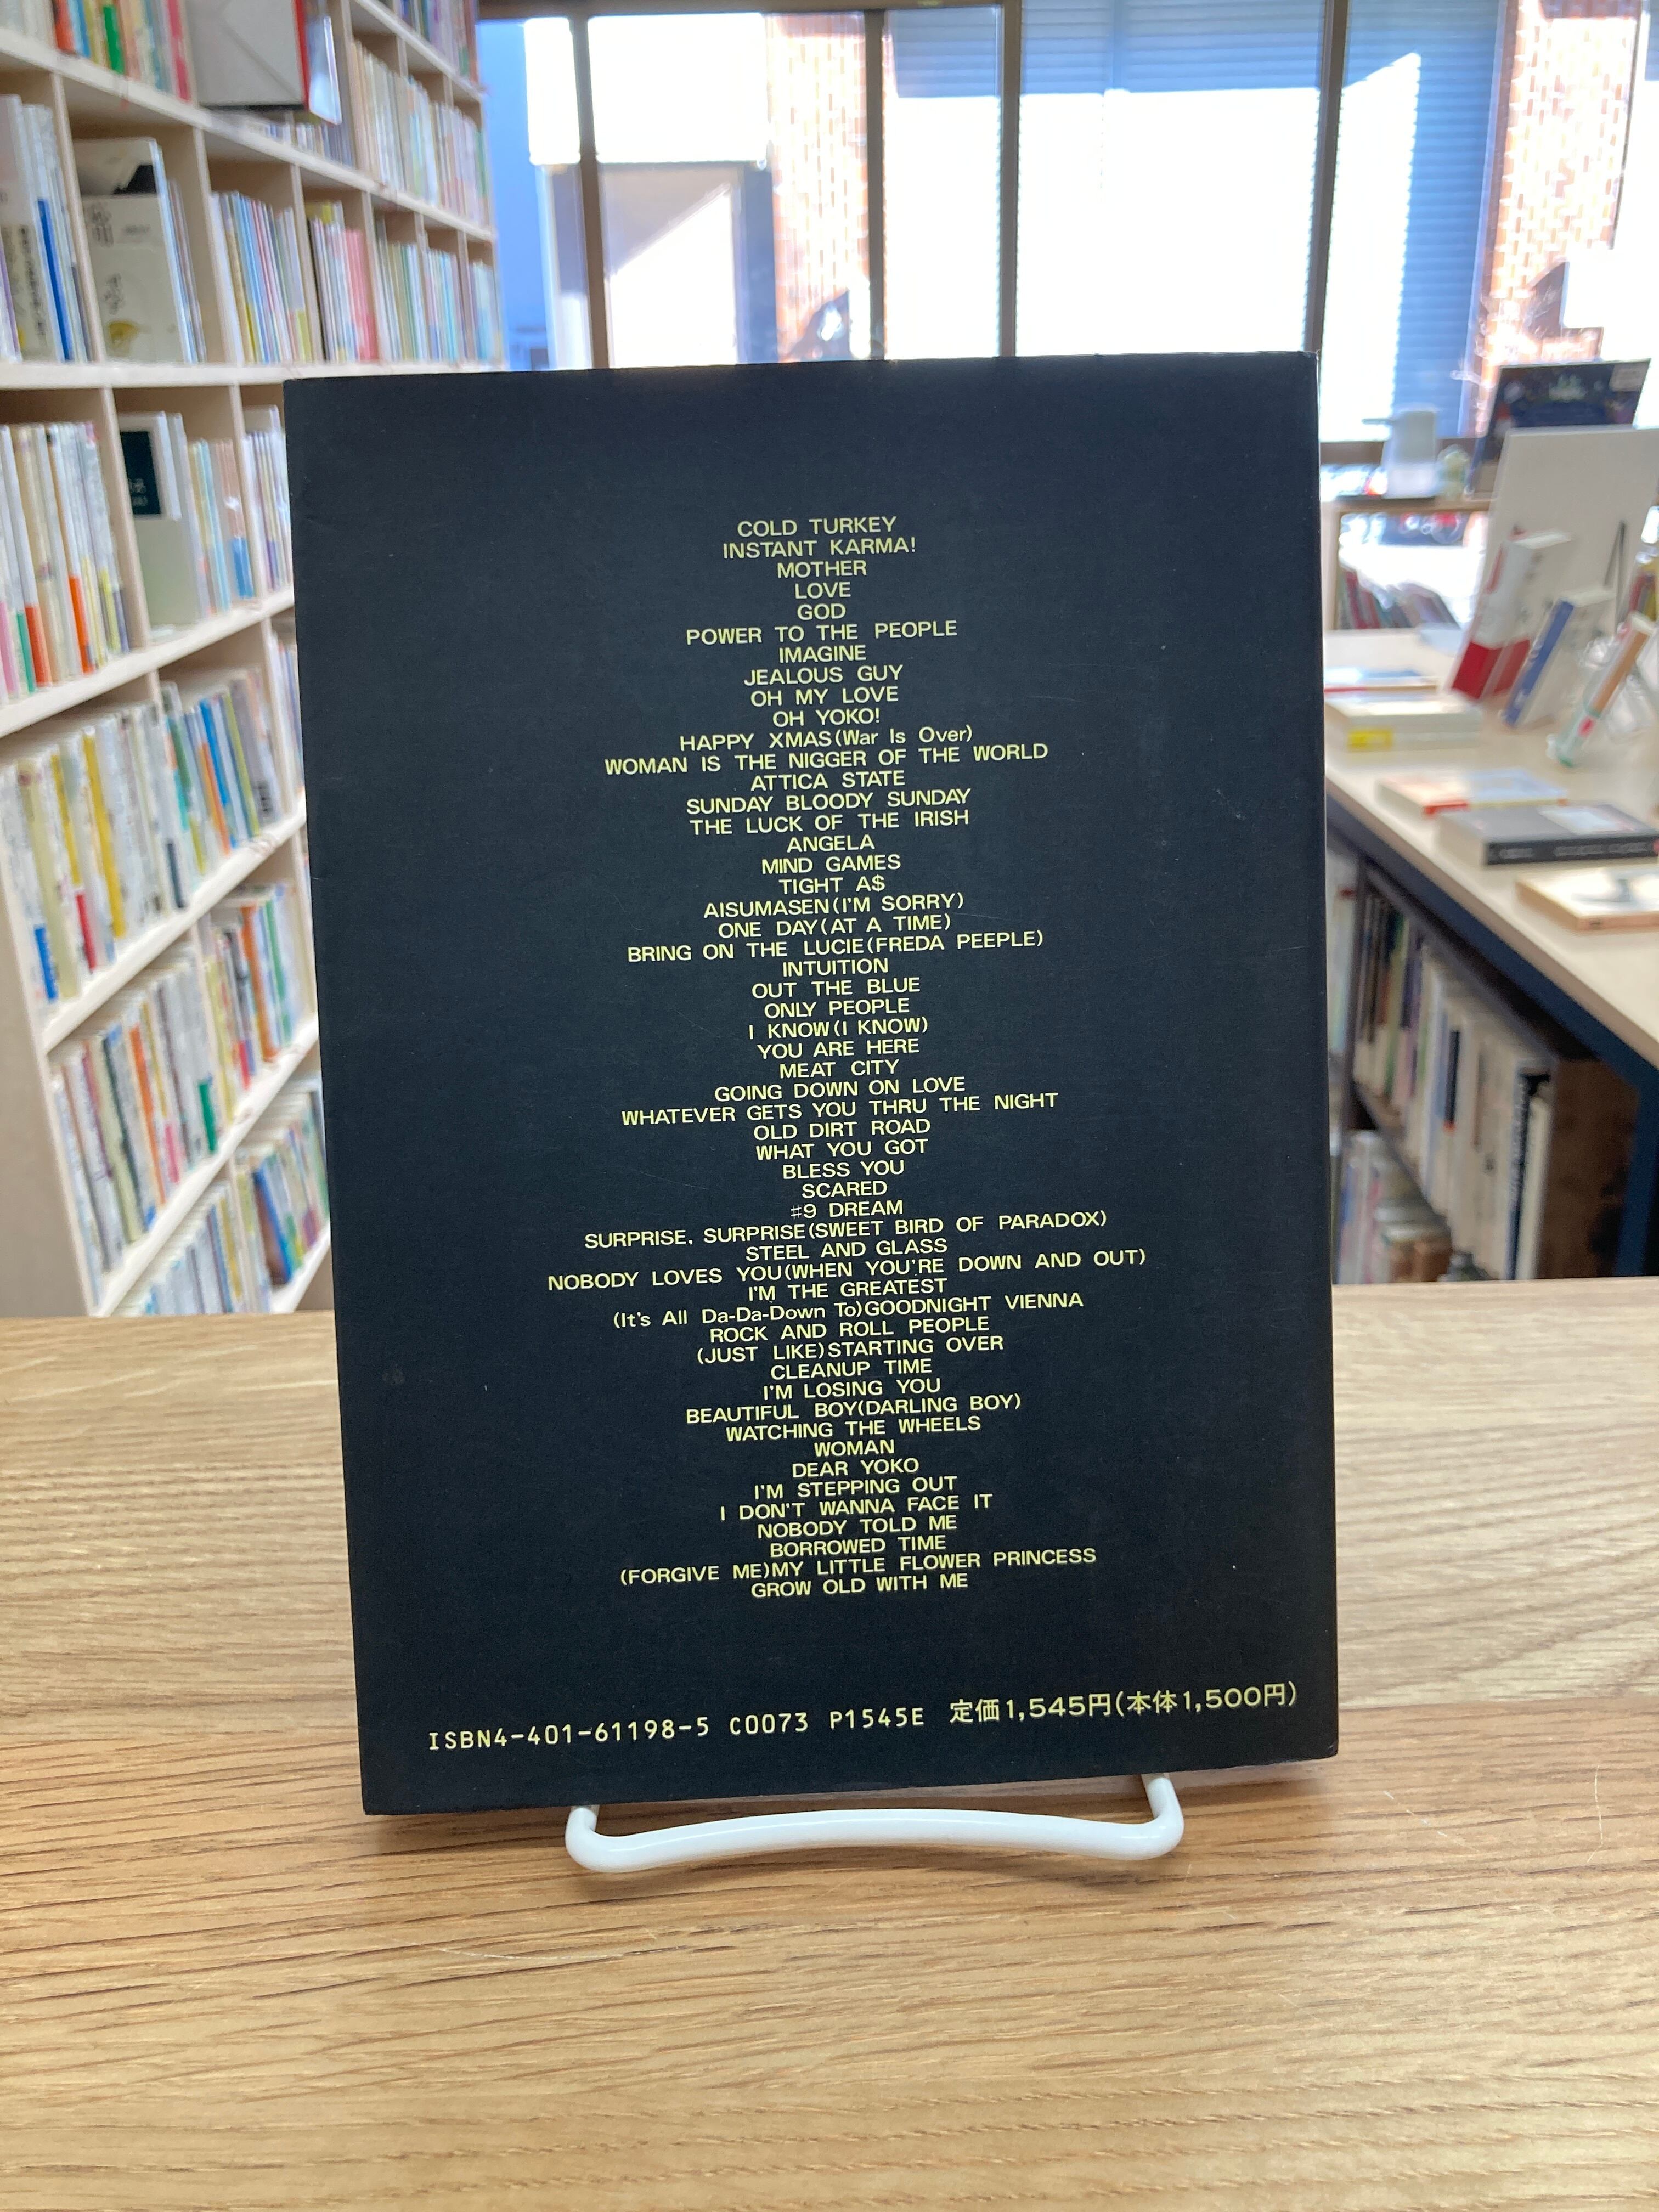 COLD TURKEY
INSTANT KARMA!
MOTHER
LOVE
GOD
POWER TO THE PEOPLE
IMAGINE
JEALOUS GUY
OH MY LOVE
OH YOKO!
HAPPY XMAS(War Is Over)
WOMAN IS THE NIGGER OF THE WORLD
ATTICA STATE
SUNDAY BLOODY SUNDAY
THE LUCK OF THE IRISH
ANGELA
MIND GAMES
TIGHT A$
AISUMASEN(I'M SORRY)
ONE DAY(AT A TIME)
BRING ON THE LUCIE(FREDA PEEPLE)
INTUITION
OUT THE BLUE
ONLY PEOPLE
I KNOW(I KNOW)
YOU ARE HERE
MEAT CITY
GOING DOWN ON LOVE
WHATEVER GETS YOU THRU THE NIGHT
OLD DIRT ROAD
WHAT YOU GOT
BLESS YOU
SCARED
#9 DREAM
SURPRISE, SURPRISE(SWEET BIRD OF PARADOX)
STEEL AND GLASS
NOBODY LOVES YOU(WHEN YOU'RE DOWN AND OUT)
I'M THE GREATEST
(It's All Da-Da-Down To)GOODNIGHT VIENNA
ROCK AND ROLL PEOPLE
(JUST LIKE)STARTING OVER
CLEANUP TIME
I'M LOSING YOU
BEAUTIFUL BOY(DARLING BOY)
WATCHING THE WHEELS
WOMAN
DEAR YOKO
I'M STEPPING OUT
I DON'T WANNA FACE IT
NOBODY TOLD ME
BORROWED TIME
(FORGIVE ME)MY LITTLE FLOWER PRINCESS
GROW OLD WITH ME
ISBN4-401-61198-5 C0073 P1545E 定価1,545円(本体1,500円)